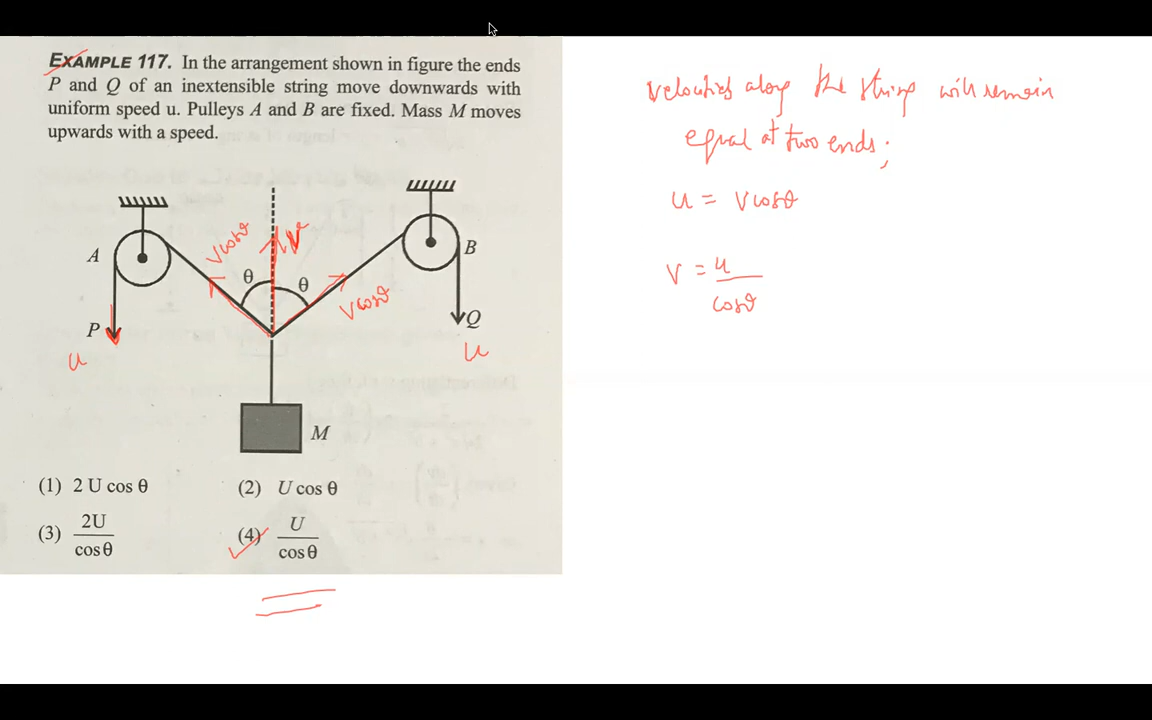 EXAMPLE 117. In the arrangement shown in figure the ends
P and Q of an inextensible string move downwards with
uniform speed u. Pulleys A and B are fixed. Mass M moves
upwards with a speed.
velocities along the string will remain
equal at two ends;
u = v cosθ
v = u
cosθ
A
B
θ
θ
v cosθ
v
v cosθ
P
Q
u
u
M
(1) 2 U cos θ
(2) U cos θ
(3) 2U
cos θ
(4) U
cos θ